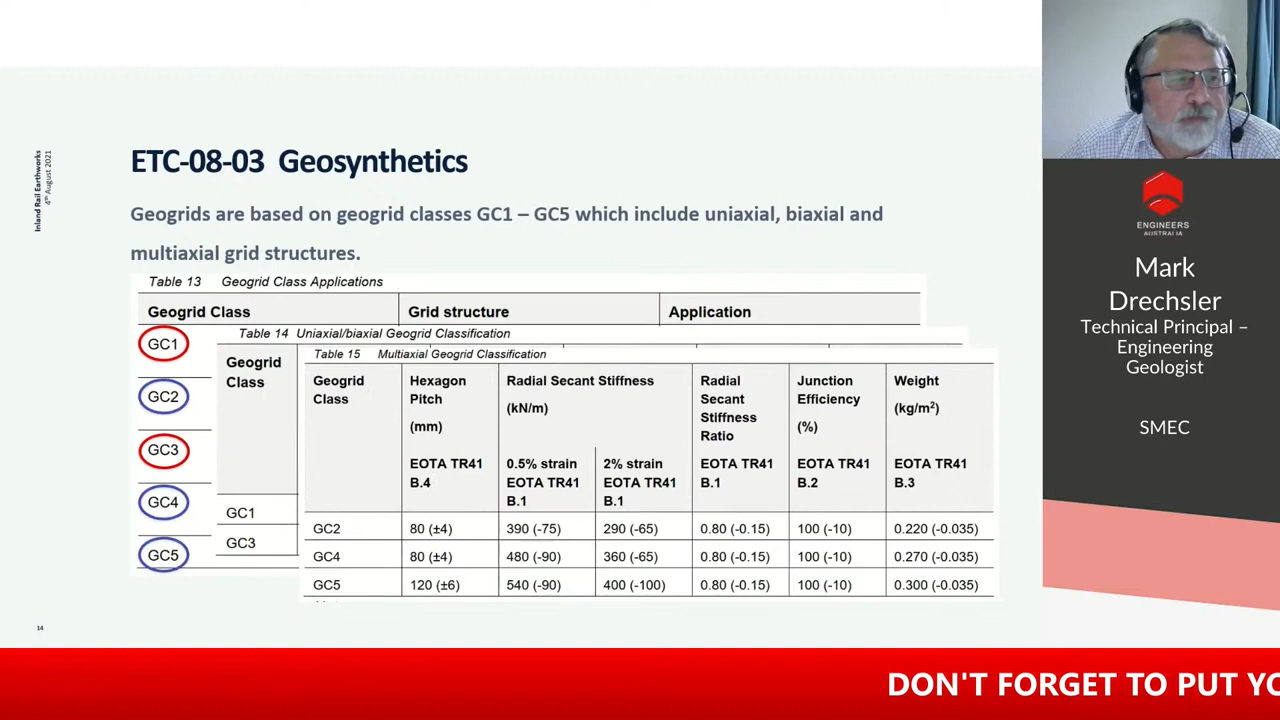 Inland Rail Earthworks
4th August 2021
ETC-08-03 Geosynthetics
Geogrids are based on geogrid classes GC1 – GC5 which include uniaxial, biaxial and
multiaxial grid structures.
Table 13 Geogrid Class Applications
Geogrid Class Grid structure Application
GC1
GC2
GC3
GC4
GC5
Table 14 Uniaxial/biaxial Geogrid Classification
Geogrid
Class
GC1
GC3
Table 15 Multiaxial Geogrid Classification
Geogrid
Class
Hexagon
Pitch
(mm)
Radial Secant Stiffness
(kN/m)
Radial
Secant
Stiffness
Ratio
Junction
Efficiency
(%)
Weight
(kg/m²)
EOTA TR41
B.4
0.5% strain
EOTA TR41
B.1
2% strain
EOTA TR41
B.1
EOTA TR41
B.1
EOTA TR41
B.2
EOTA TR41
B.3
GC2 80 (±4) 390 (-75) 290 (-65) 0.80 (-0.15) 100 (-10) 0.220 (-0.035)
GC4 80 (±4) 480 (-90) 360 (-65) 0.80 (-0.15) 100 (-10) 0.270 (-0.035)
GC5 120 (±6) 540 (-90) 400 (-100) 0.80 (-0.15) 100 (-10) 0.300 (-0.035)
14
ENGINEERS
AUSTRALIA
Mark
Drechsler
Technical Principal –
Engineering
Geologist
SMEC
DON'T FORGET TO PUT YO